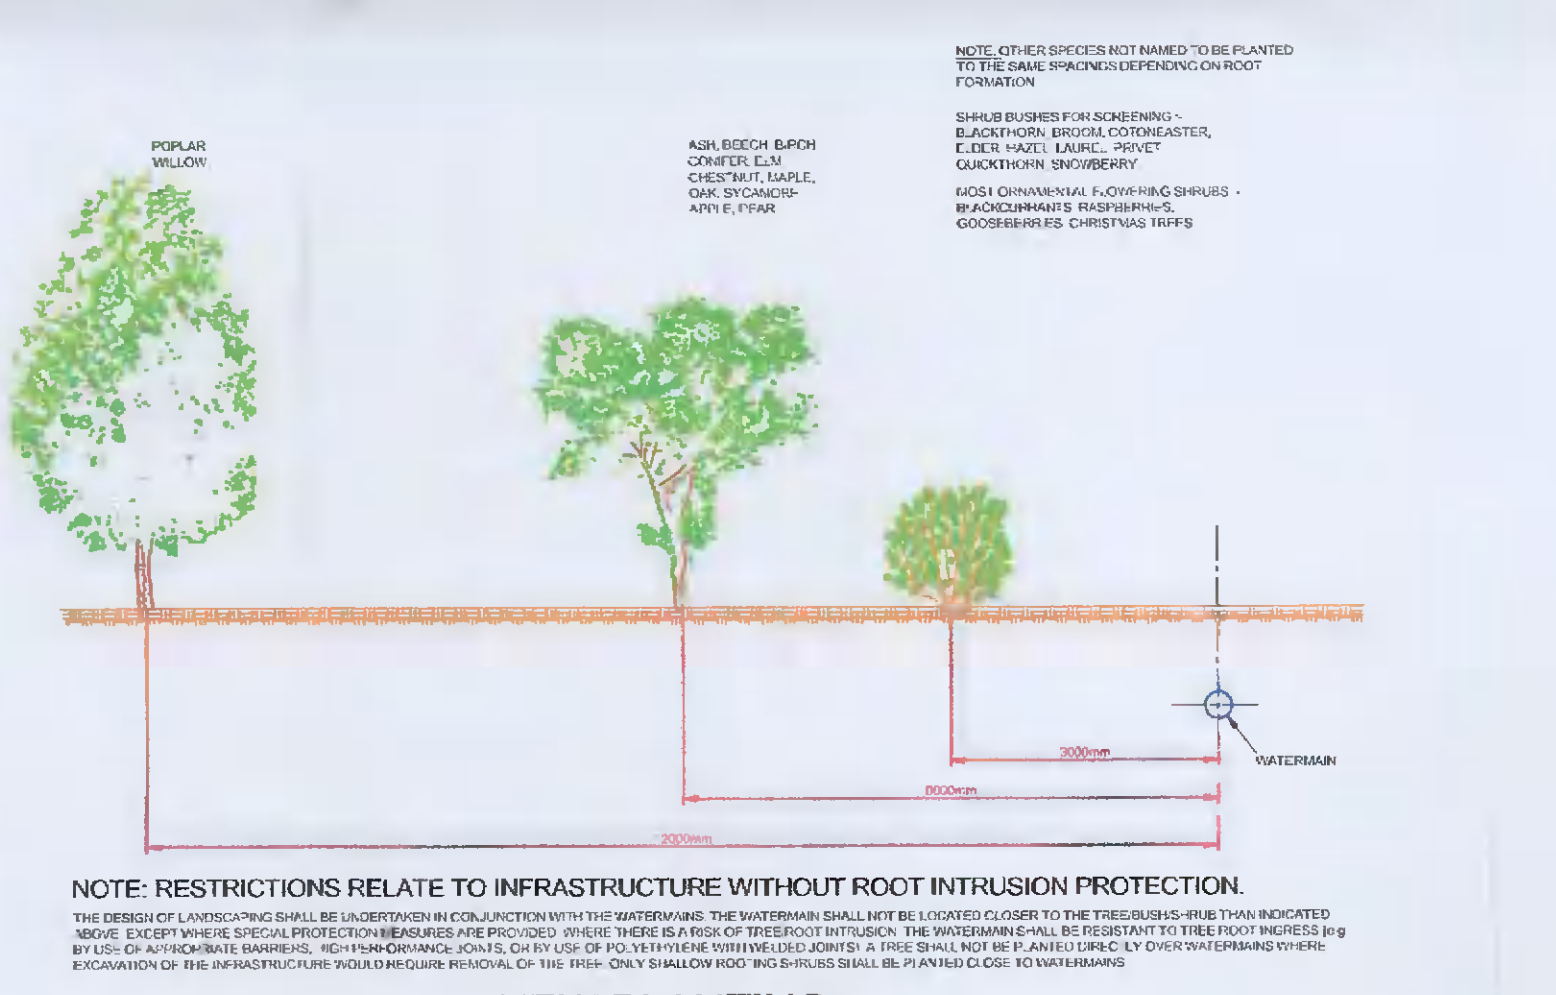 NOTE. OTHER SPECIES NOT NAMED TO BE PLANTED
TO THE SAME SPACINGS DEPENDING ON ROOT
FORMATION
SHRUB BUSHES FOR SCREENING -
BLACKTHORN, BROOM, COTONEASTER,
ELDER HAZEL LAUREL PRIVET
QUICKTHORN, SNOWBERRY
MOST ORNAMENTAL FLOWERING SHRUBS -
BLACKCURRANTS RASPBERRIES,
GOOSEBERRIES CHRISTMAS TREES
POPLAR
WILLOW
ASH, BEECH, BIRCH
CONIFER, ELM
CHESTNUT, MAPLE,
OAK, SYCAMORE
APPLE, PEAR
3000mm
WATERMAIN
6000mm
2000mm
NOTE: RESTRICTIONS RELATE TO INFRASTRUCTURE WITHOUT ROOT INTRUSION PROTECTION.
THE DESIGN OF LANDSCAPING SHALL BE UNDERTAKEN IN CONJUNCTION WITH THE WATERMAINS. THE WATERMAIN SHALL NOT BE LOCATED CLOSER TO THE TREE/BUSH/SHRUB THAN INDICATED
ABOVE EXCEPT WHERE SPECIAL PROTECTION MEASURES ARE PROVIDED. WHERE THERE IS A RISK OF TREE ROOT INTRUSION THE WATERMAIN SHALL BE RESISTANT TO TREE ROOT INGRESS (e.g
BY USE OF APPROPRIATE BARRIERS, HIGH PERFORMANCE JOINTS, OR BY USE OF POLYETHYLENE WITH WELDED JOINTS) A TREE SHALL NOT BE PLANTED DIRECTLY OVER WATERMAINS WHERE
EXCAVATION OF THE INFRASTRUCTURE WOULD REQUIRE REMOVAL OF THE TREE. ONLY SHALLOW ROOTING SHRUBS SHALL BE PLANTED CLOSE TO WATERMAINS